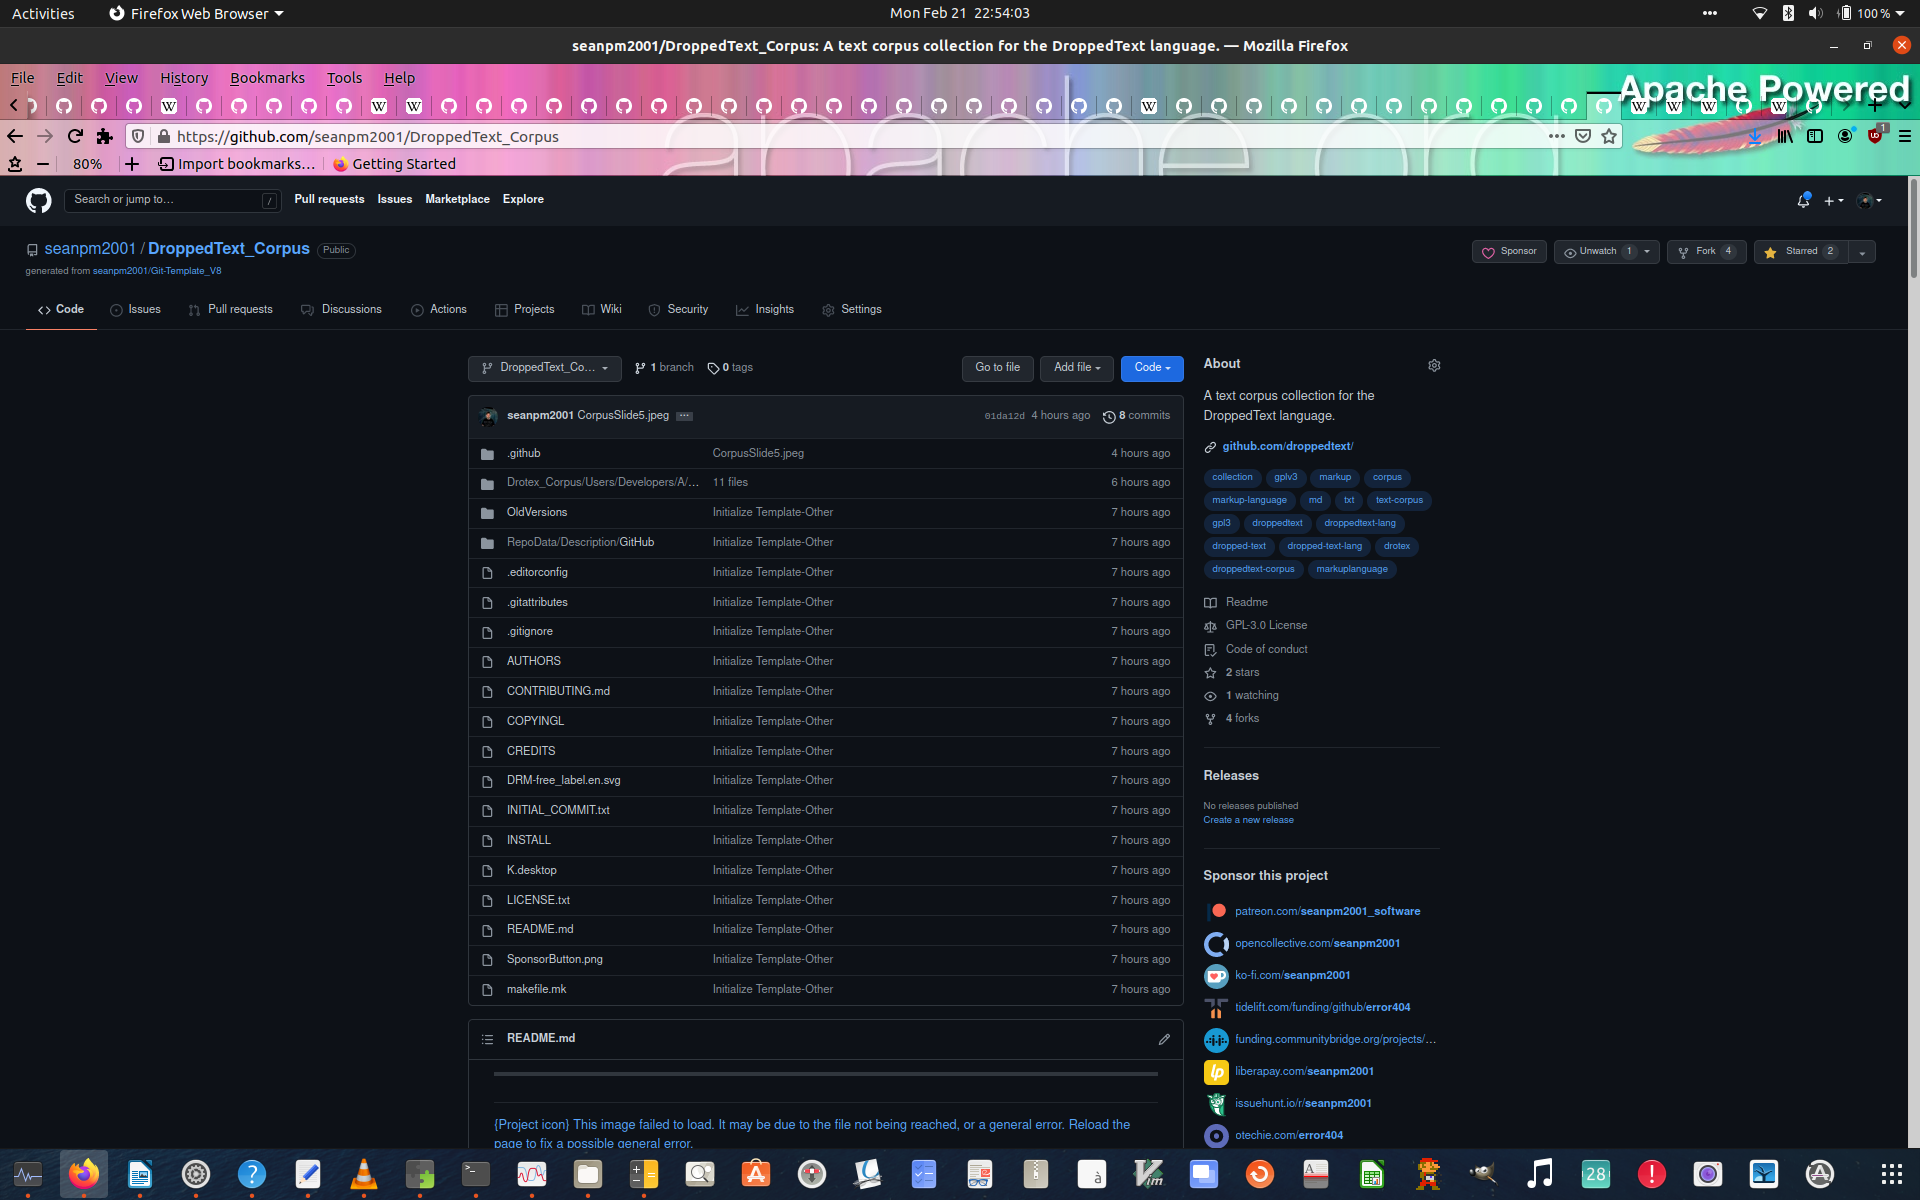 Activities
Firefox Web Browser
Mon Feb 21 22:54:03
100 %
seanpm2001/DroppedText_Corpus: A text corpus collection for the DroppedText language. — Mozilla Firefox
File Edit View History Bookmarks Tools Help
Apache Powered
https://github.com/seanpm2001/DroppedText_Corpus
80%
Import bookmarks…
Getting Started
apache org
Search or jump to…
/
Pull requests Issues Marketplace Explore
seanpm2001 / DroppedText_Corpus Public
generated from seanpm2001/Git-Template_V8
Sponsor
Unwatch 1
Fork 4
Starred 2
Code Issues Pull requests Discussions Actions Projects Wiki Security Insights Settings
DroppedText_Co…
1 branch
0 tags
Go to file
Add file
Code
seanpm2001 CorpusSlide5.jpeg
01da12d 4 hours ago
8 commits
.github CorpusSlide5.jpeg 4 hours ago
Drotex_Corpus/Users/Developers/A/… 11 files 6 hours ago
OldVersions Initialize Template-Other 7 hours ago
RepoData/Description/GitHub Initialize Template-Other 7 hours ago
.editorconfig Initialize Template-Other 7 hours ago
.gitattributes Initialize Template-Other 7 hours ago
.gitignore Initialize Template-Other 7 hours ago
AUTHORS Initialize Template-Other 7 hours ago
CONTRIBUTING.md Initialize Template-Other 7 hours ago
COPYINGL Initialize Template-Other 7 hours ago
CREDITS Initialize Template-Other 7 hours ago
DRM-free_label.en.svg Initialize Template-Other 7 hours ago
INITIAL_COMMIT.txt Initialize Template-Other 7 hours ago
INSTALL Initialize Template-Other 7 hours ago
K.desktop Initialize Template-Other 7 hours ago
LICENSE.txt Initialize Template-Other 7 hours ago
README.md Initialize Template-Other 7 hours ago
SponsorButton.png Initialize Template-Other 7 hours ago
makefile.mk Initialize Template-Other 7 hours ago
README.md
{Project icon} This image failed to load. It may be due to the file not being reached, or a general error. Reload the
page to fix a possible general error.
About
A text corpus collection for the
DroppedText language.
github.com/droppedtext/
collection gplv3 markup corpus
markup-language md txt text-corpus
gpl3 droppedtext droppedtext-lang
dropped-text dropped-text-lang drotex
droppedtext-corpus markuplanguage
Readme
GPL-3.0 License
Code of conduct
2 stars
1 watching
4 forks
Releases
No releases published
Create a new release
Sponsor this project
patreon.com/seanpm2001_software
opencollective.com/seanpm2001
ko-fi.com/seanpm2001
tidelift.com/funding/github/error404
funding.communitybridge.org/projects/…
liberapay.com/seanpm2001
issuehunt.io/r/seanpm2001
otechie.com/error404
28